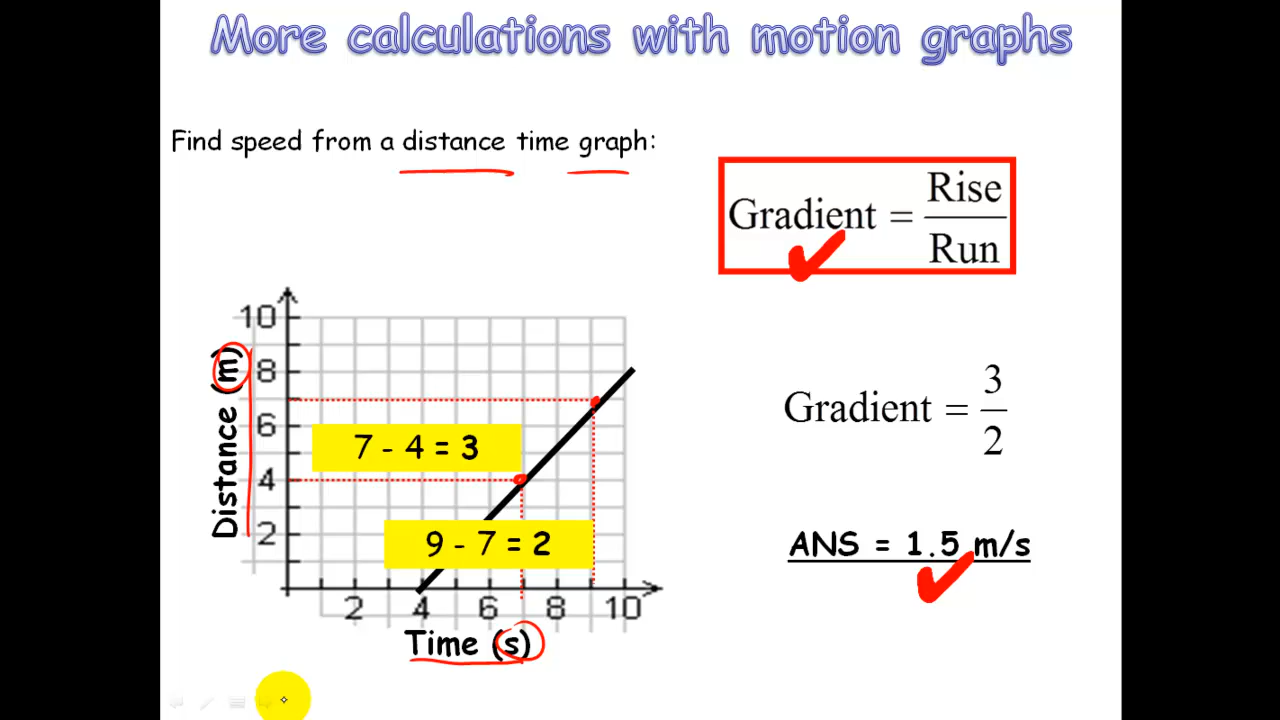 More calculations with motion graphs
Find speed from a distance time graph:
Gradient = Rise
Run
10
8
6
4
2
Distance (m)
7 - 4 = 3
9 - 7 = 2
2 4 6 8 10
Time (s)
Gradient = 3
2
ANS = 1.5 m/s